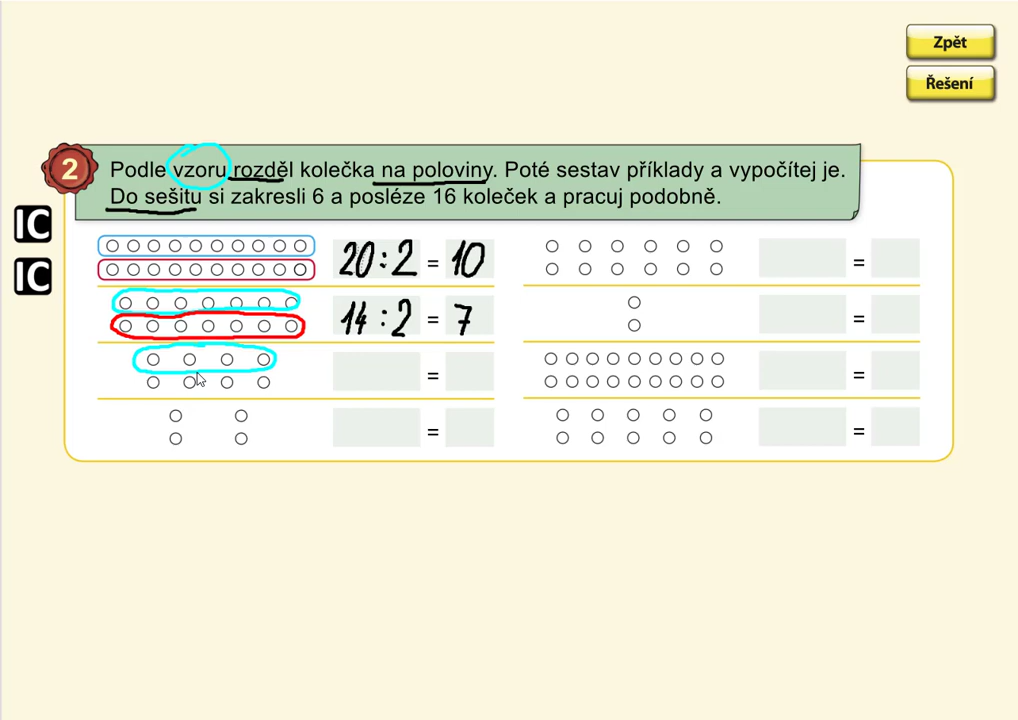 Zpět
Řešení
2 Podle vzoru rozděl kolečka na poloviny. Poté sestav příklady a vypočítej je.
Do sešitu si zakresli 6 a posléze 16 koleček a pracuj podobně.
IC
IC
20:2 = 10 =
14:2 = 7 =
= =
= =